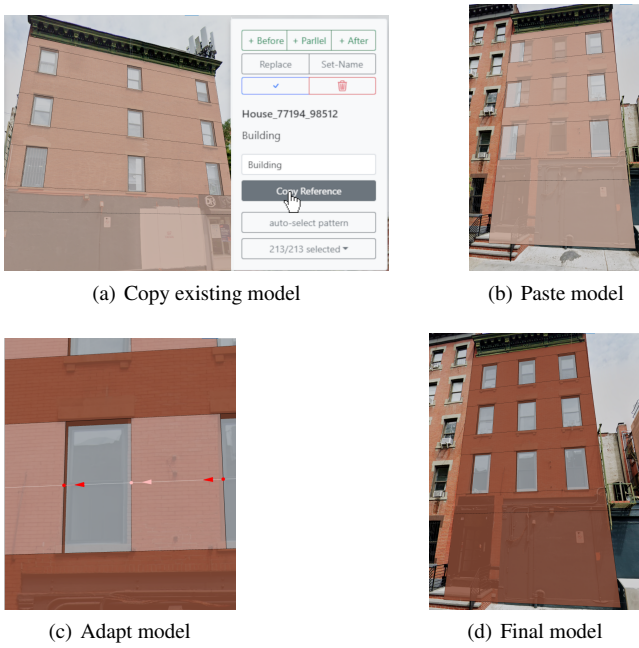 + Before + Parllel + After
Replace Set-Name
House_77194_98512
Building
Building
Copy Reference
auto-select pattern
213/213 selected
(a) Copy existing model
(b) Paste model
(c) Adapt model
(d) Final model